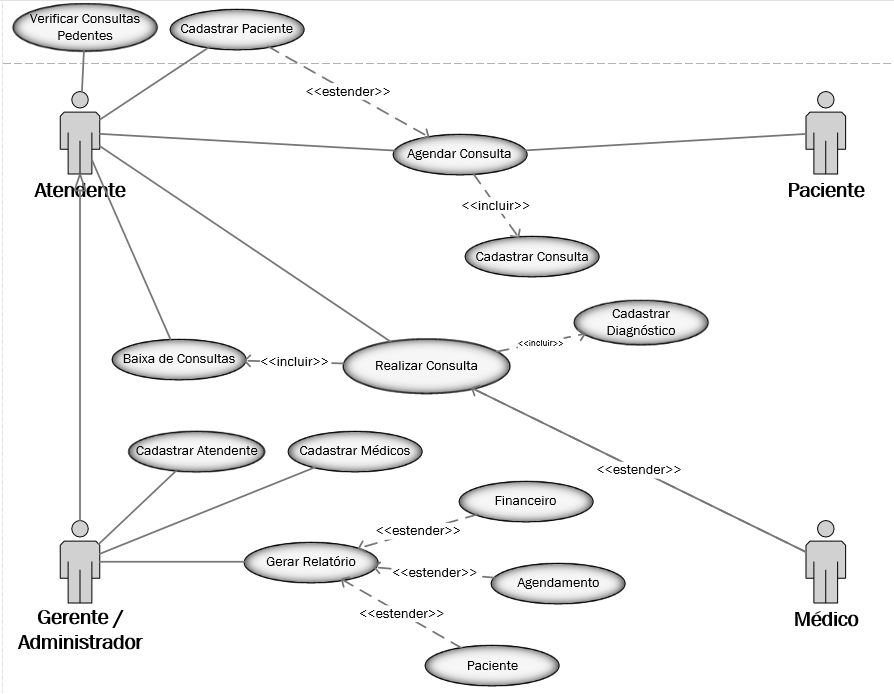 Verificar Consultas
Pedentes
Cadastrar Paciente
<<estender>>
Agendar Consulta
Atendente
Paciente
<<incluir>>
Cadastrar Consulta
Cadastrar
Diagnóstico
<<incluir>>
Baixa de Consultas
<<incluir>>
Realizar Consulta
Cadastrar Atendente
Cadastrar Médicos
<<estender>>
Financeiro
<<estender>>
Gerar Relatório
<<estender>>
Agendamento
<<estender>>
Gerente /
Administrador
Médico
Paciente